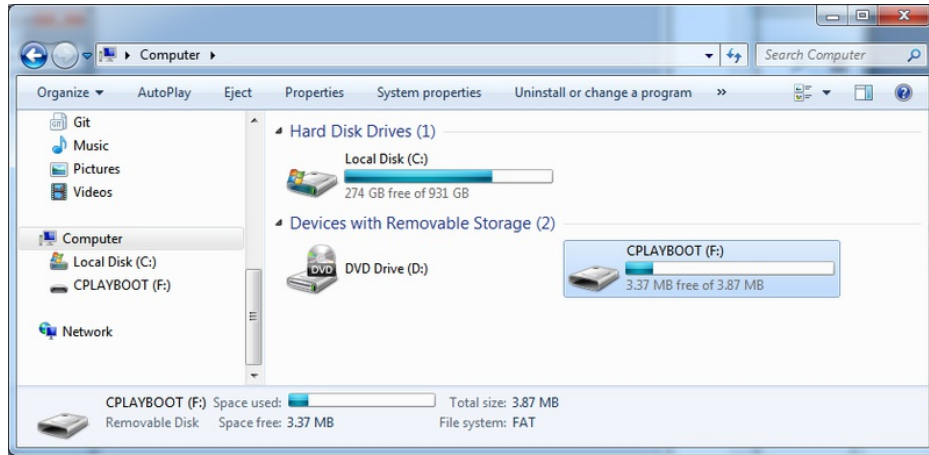 Computer
Search Computer
Organize
AutoPlay
Eject
Properties
System properties
Uninstall or change a program
»
Git
Music
Pictures
Videos
Computer
Local Disk (C:)
CPLAYBOOT (F:)
Network
Hard Disk Drives (1)
Local Disk (C:)
274 GB free of 931 GB
Devices with Removable Storage (2)
DVD
DVD Drive (D:)
CPLAYBOOT (F:)
3.37 MB free of 3.87 MB
CPLAYBOOT (F:) Space used: Total size: 3.87 MB
Removable Disk Space free: 3.37 MB File system: FAT